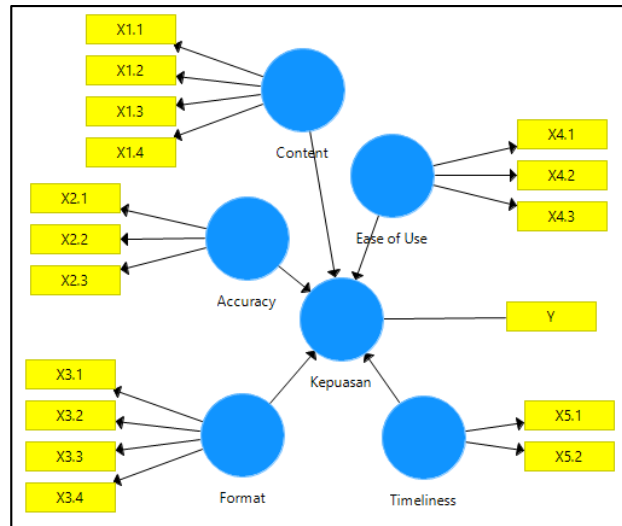 X1.1
X1.2
X1.3
X1.4
Content
X4.1
X4.2
X4.3
Ease of Use
X2.1
X2.2
X2.3
Accuracy
Y
Kepuasan
X3.1
X3.2
X3.3
X3.4
Format
X5.1
X5.2
Timeliness